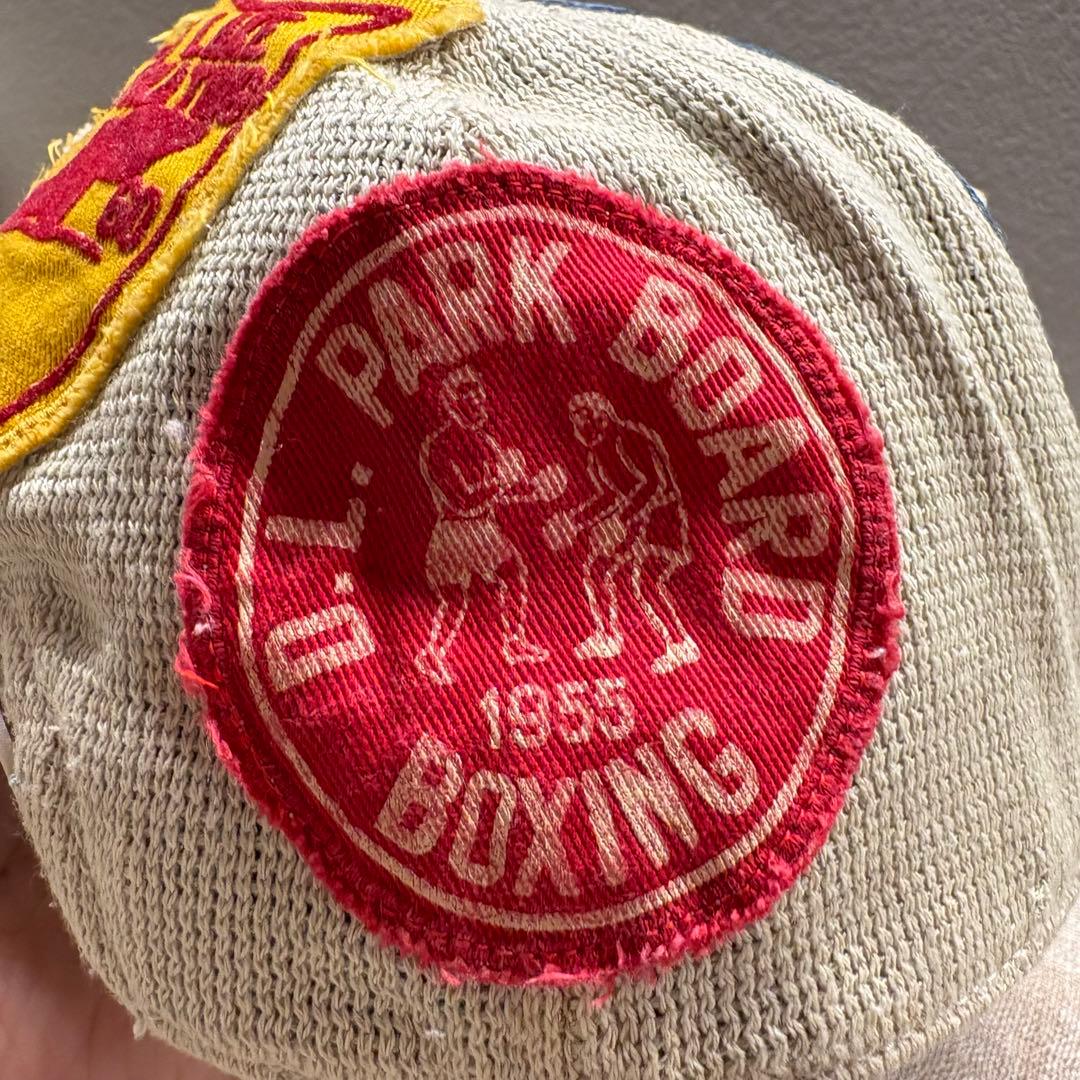 D.L. PARK BOARD
1955
BOXING